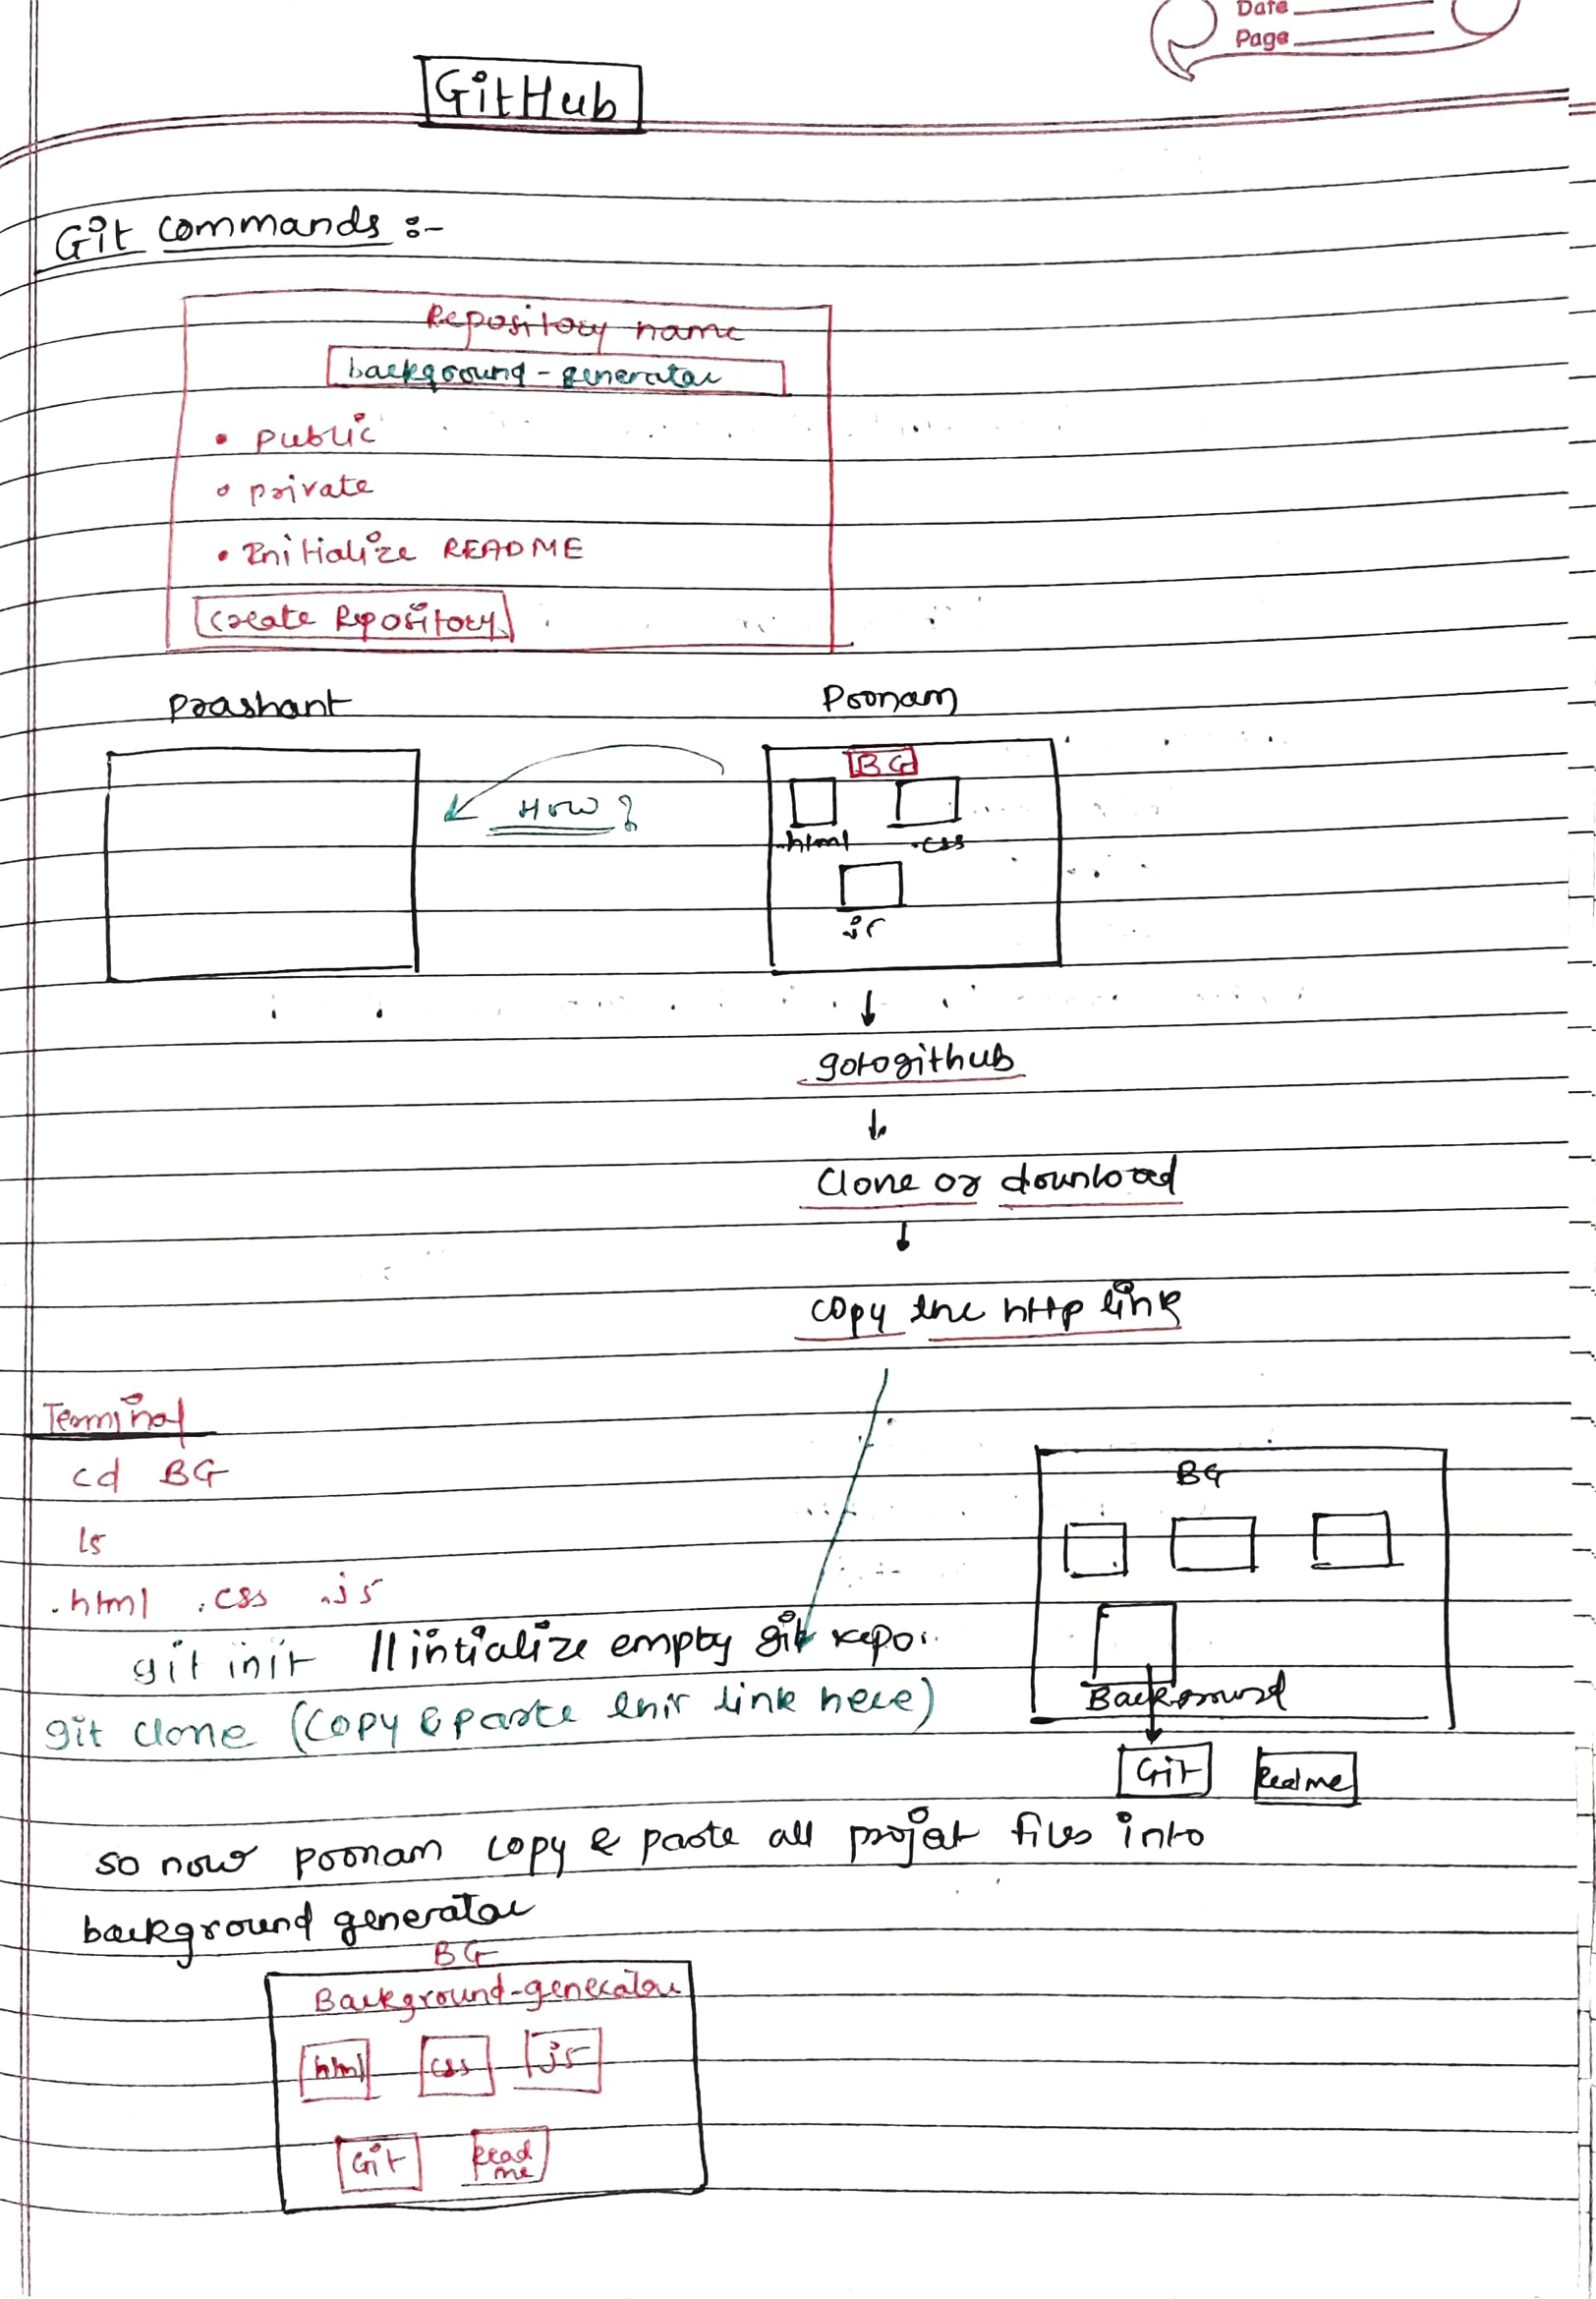 Date
Page
GitHub
Git commands :-
Repository name
background-generator
• public
o private
• Initialize README
Create Repository
Prashant Poonam
BG
How?
.html .css
.js
gotogithub
Clone or download
copy the http link
Terminal
cd BG
BG
ls
.html .css .js
git init // intialize empty git repo.
Background
git clone (Copy & paste this link here)
Git Readme
so now poonam copy & paste all projet files into
background generator
BG
Background-generator
html css js
Git Read
me